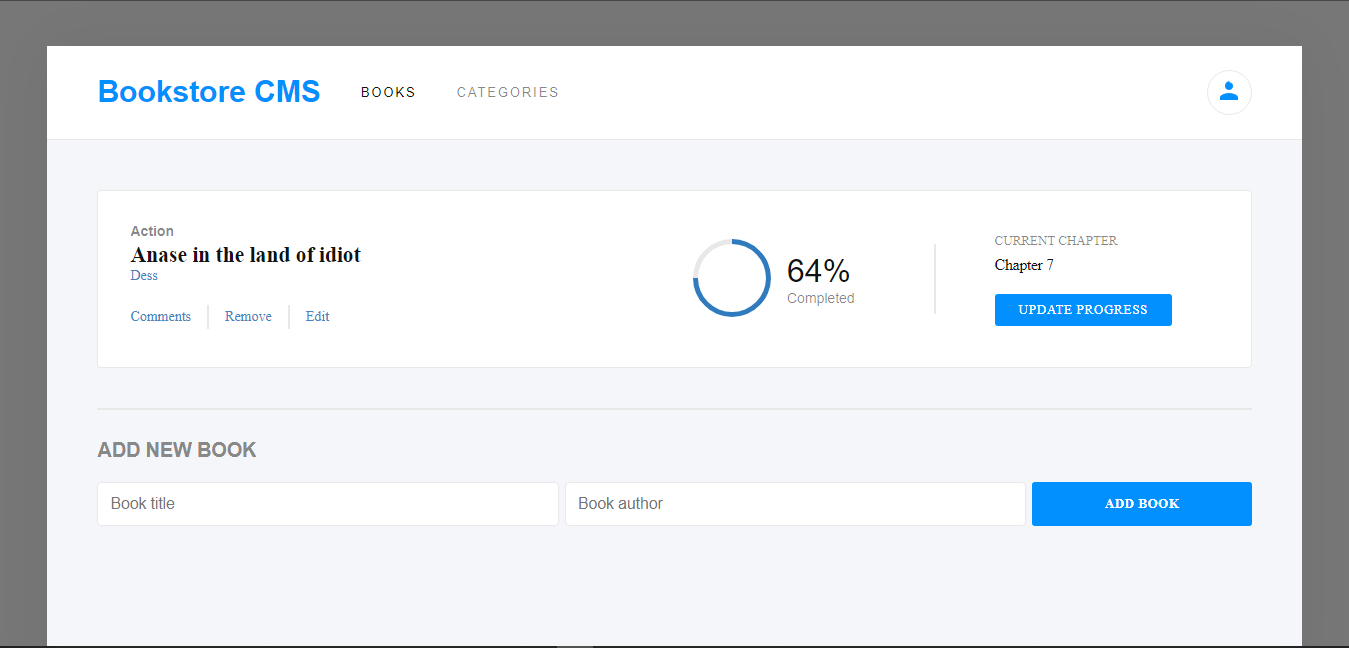 Bookstore CMS BOOKS CATEGORIES
Action
Anase in the land of idiot
Dess
Comments Remove Edit
64%
Completed
CURRENT CHAPTER
Chapter 7
UPDATE PROGRESS
ADD NEW BOOK
Book title Book author ADD BOOK